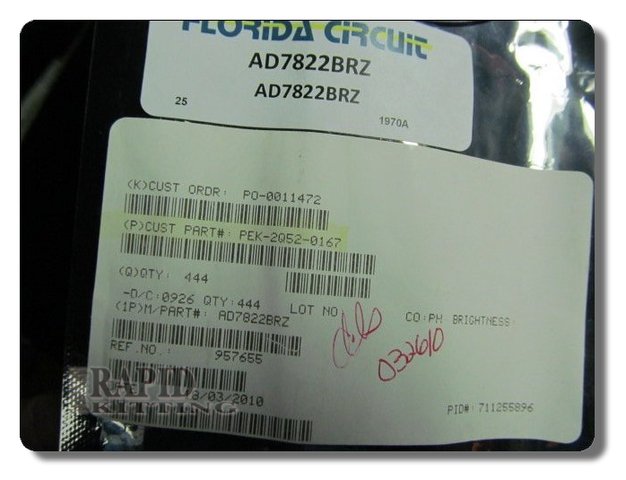 FLORIDA CIRCUIT
AD7822BRZ
AD7822BRZ
25
1970A
(K)CUST ORDR: PO-0011472
(P)CUST PART#: PEK-2Q52-0167
(Q)QTY: 444
-D/C:0926 QTY:444
LOT NO
CO:PH BRIGHTNESS:
(1P)M/PART#: AD7822BRZ
REF.NO.: 957655
032610
3/03/2010
PID#: 711255896
RAPID
KITTING